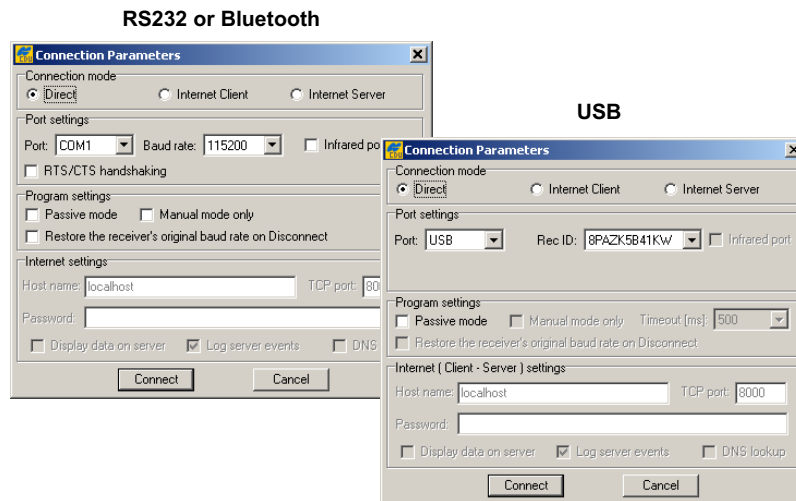 RS232 or Bluetooth
Connection Parameters
Connection mode
Direct Internet Client Internet Server
Port settings
Port: COM1 Baud rate: 115200 Infrared po
RTS/CTS handshaking
Program settings
Passive mode Manual mode only
Restore the receiver's original baud rate on Disconnect
Internet settings
Host name: localhost TCP port: 80
Password:
Display data on server Log server events DNS
Connect Cancel
USB
Connection Parameters
Connection mode
Direct Internet Client Internet Server
Port settings
Port: USB Rec ID: 8PAZK5B41KW Infrared port
Program settings
Passive mode Manual mode only Timeout [ms]: 500
Restore the receiver's original baud rate on Disconnect
Internet ( Client - Server ) settings
Host name: localhost TCP port: 8000
Password:
Display data on server Log server events DNS lookup
Connect Cancel